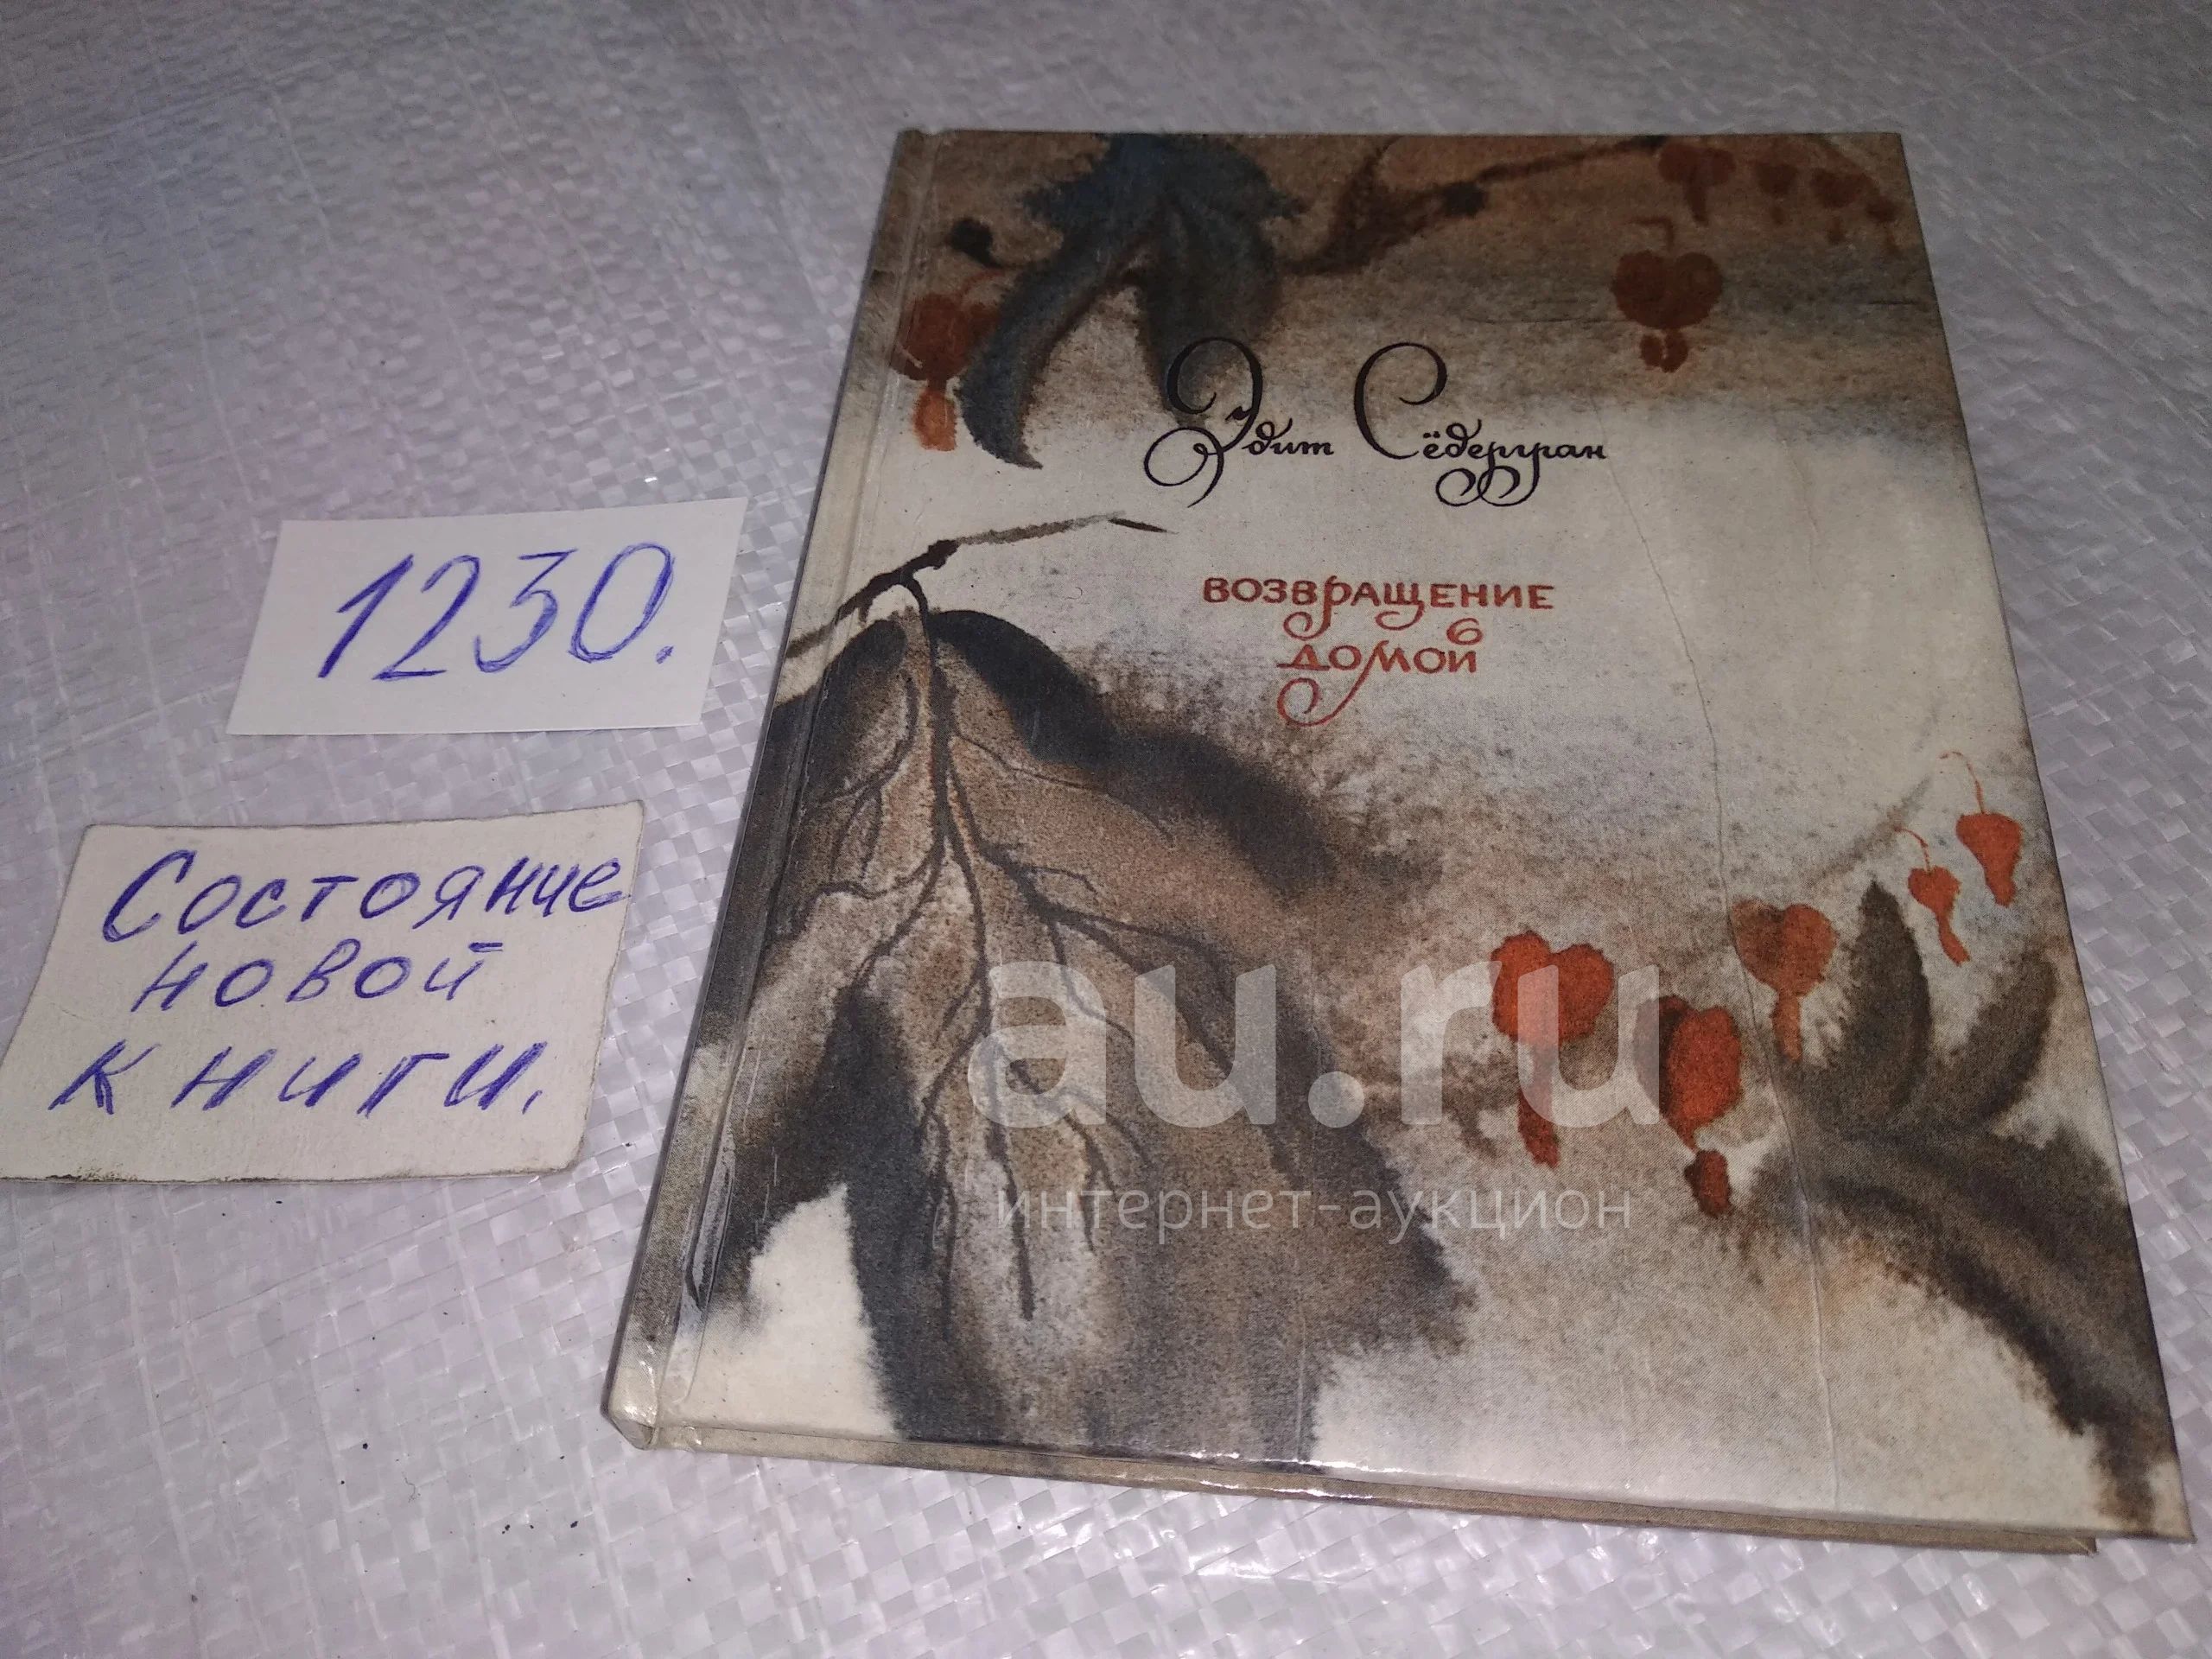 1230.
Состояние
новой
книги.
Эдит Сёдергран
ВОЗВРАЩЕНИЕ
ДОМОЙ
au.ru
интернет-аукцион